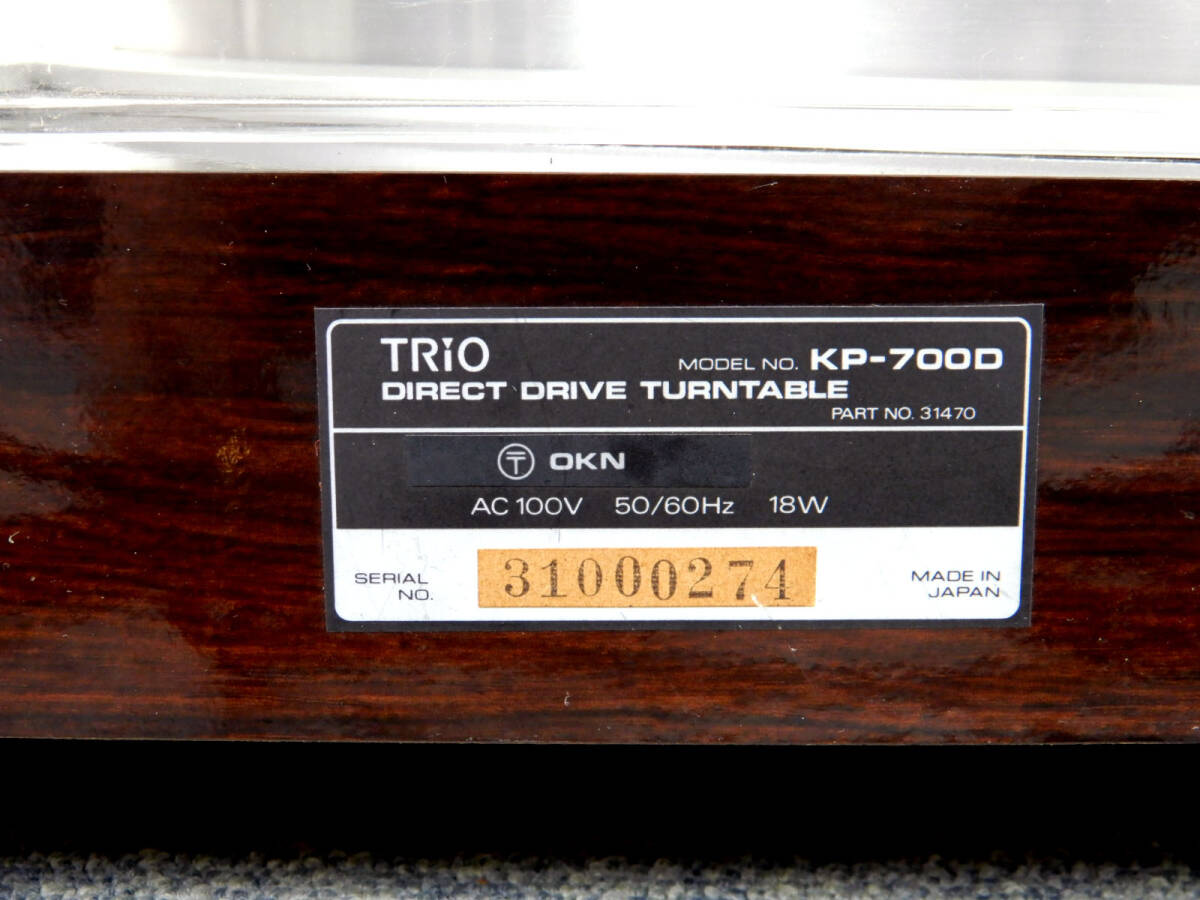 TRiO
MODEL NO. KP-700D
DIRECT DRIVE TURNTABLE
PART NO. 31470
〒 OKN
AC 100V 50/60Hz 18W
SERIAL NO.
31000274
MADE IN JAPAN